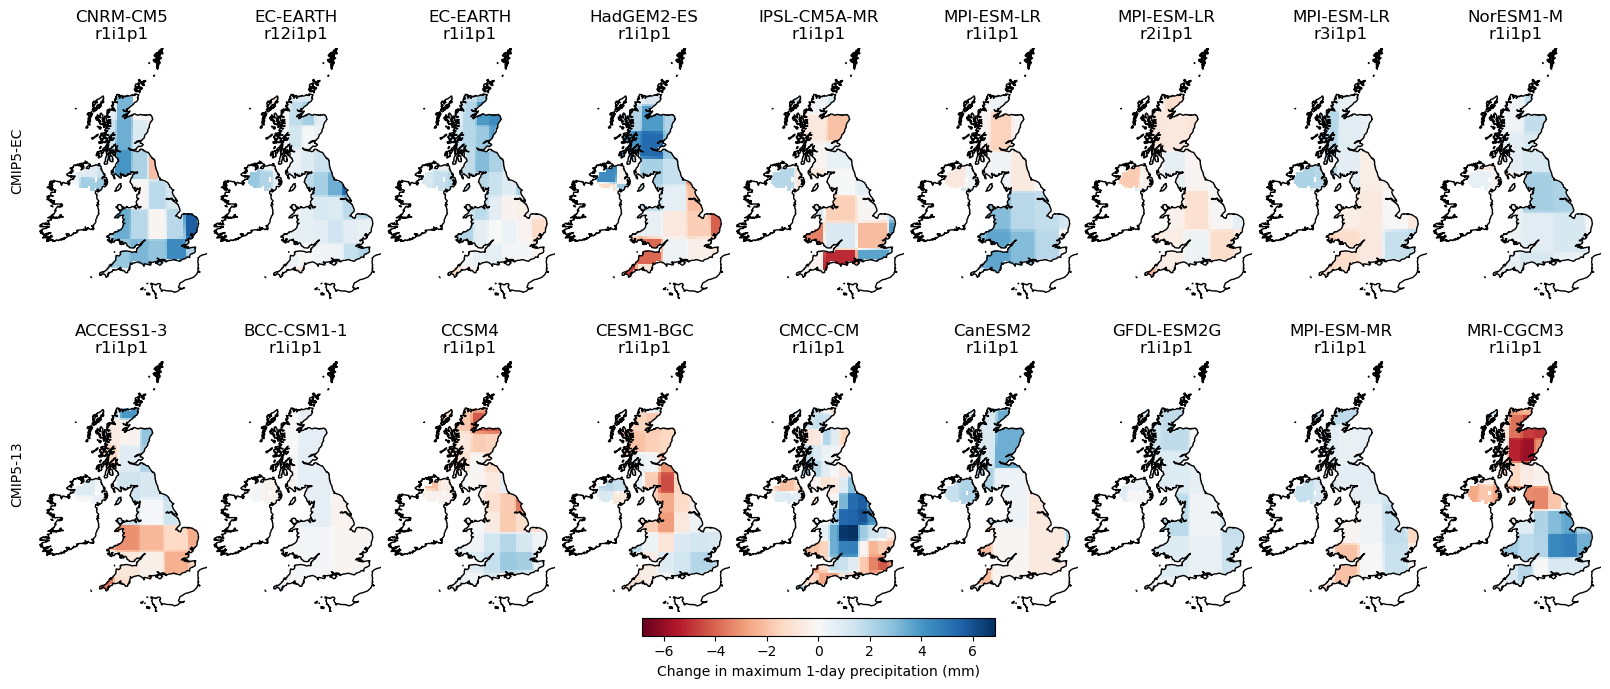 CNRM-CM5
r1i1p1
EC-EARTH
r12i1p1
EC-EARTH
r1i1p1
HadGEM2-ES
r1i1p1
IPSL-CM5A-MR
r1i1p1
MPI-ESM-LR
r1i1p1
MPI-ESM-LR
r2i1p1
MPI-ESM-LR
r3i1p1
NorESM1-M
r1i1p1
CMIP5-EC
ACCESS1-3
r1i1p1
BCC-CSM1-1
r1i1p1
CCSM4
r1i1p1
CESM1-BGC
r1i1p1
CMCC-CM
r1i1p1
CanESM2
r1i1p1
GFDL-ESM2G
r1i1p1
MPI-ESM-MR
r1i1p1
MRI-CGCM3
r1i1p1
CMIP5-13
−6 −4 −2 0 2 4 6
Change in maximum 1-day precipitation (mm)